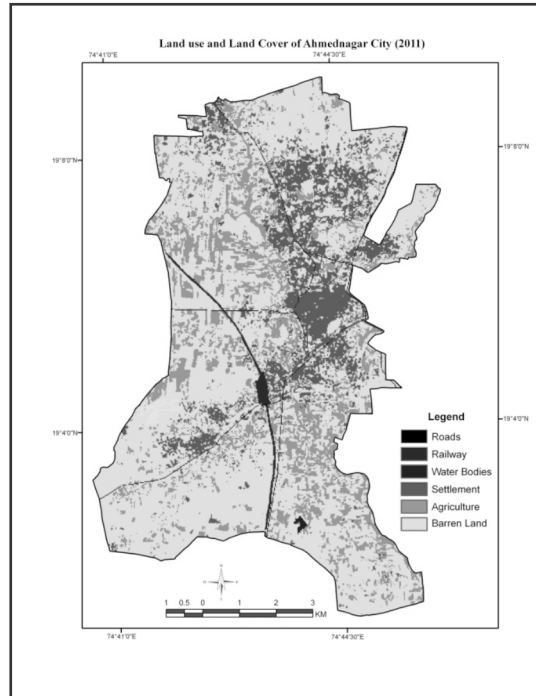 Land use and Land Cover of Ahmednagar City (2011)
74°41'0"E 74°44'30"E
19°8'0"N 19°8'0"N
19°4'0"N 19°4'0"N
Legend
Roads
Railway
Water Bodies
Settlement
Agriculture
Barren Land
1 0.5 0 1 2 3
KM
74°41'0"E 74°44'30"E